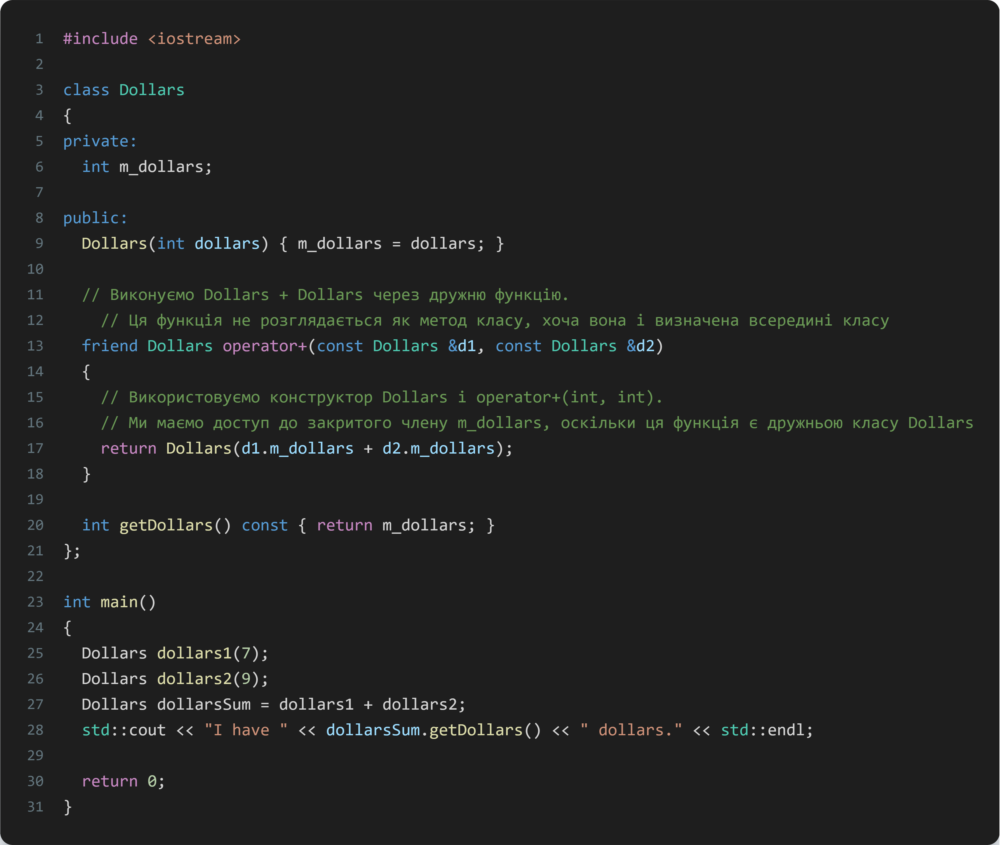 1 #include <iostream>
2
3 class Dollars
4 {
5 private:
6   int m_dollars;
7
8 public:
9   Dollars(int dollars) { m_dollars = dollars; }
10
11   // Виконуємо Dollars + Dollars через дружню функцію.
12     // Ця функція не розглядається як метод класу, хоча вона і визначена всередині класу
13   friend Dollars operator+(const Dollars &d1, const Dollars &d2)
14   {
15     // Використовуємо конструктор Dollars і operator+(int, int).
16     // Ми маємо доступ до закритого члену m_dollars, оскільки ця функція є дружньою класу Dollars
17     return Dollars(d1.m_dollars + d2.m_dollars);
18   }
19
20   int getDollars() const { return m_dollars; }
21 };
22
23 int main()
24 {
25   Dollars dollars1(7);
26   Dollars dollars2(9);
27   Dollars dollarsSum = dollars1 + dollars2;
28   std::cout << "I have " << dollarsSum.getDollars() << " dollars." << std::endl;
29
30   return 0;
31 }